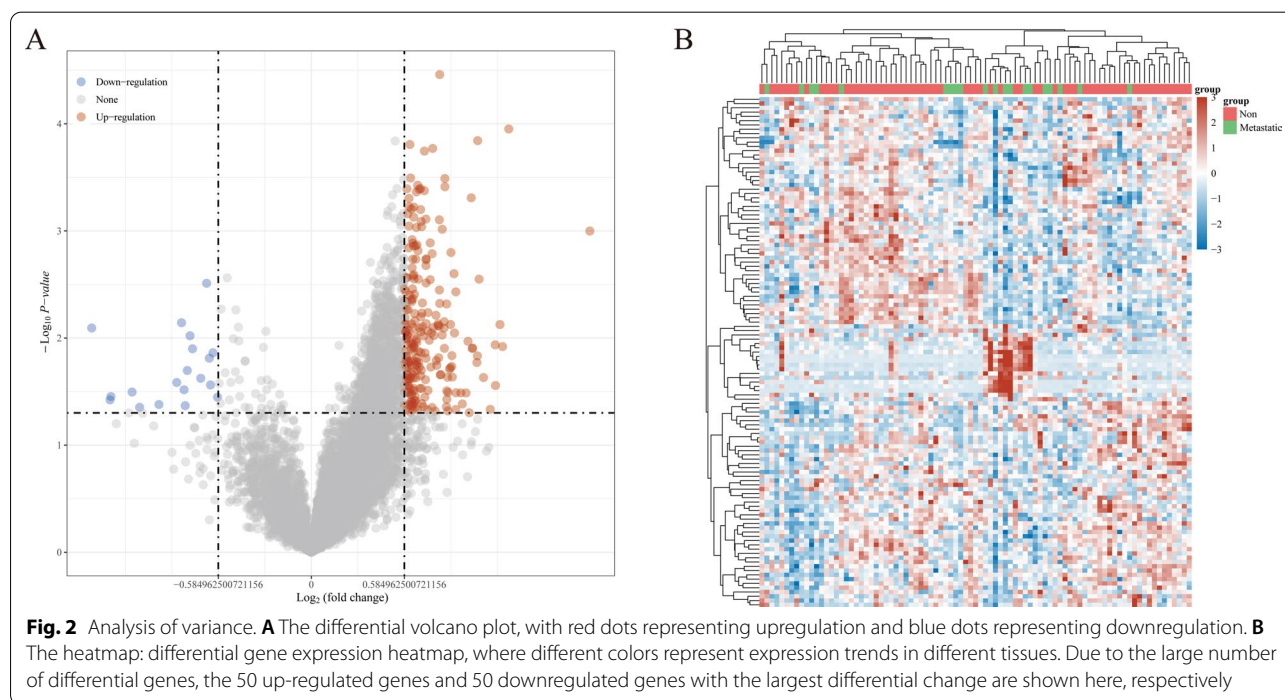 A
Down-regulation
None
Up-regulation
4
3
2
1
0
−Log10 P-value
−0.584962500721156
0
0.584962500721156
Log2 (fold change)
B
group
3
2
1
0
−1
−2
−3
group
Non
Metastatic
Fig. 2 Analysis of variance. A The differential volcano plot, with red dots representing upregulation and blue dots representing downregulation. B
The heatmap: differential gene expression heatmap, where different colors represent expression trends in different tissues. Due to the large number
of differential genes, the 50 up-regulated genes and 50 downregulated genes with the largest differential change are shown here, respectively